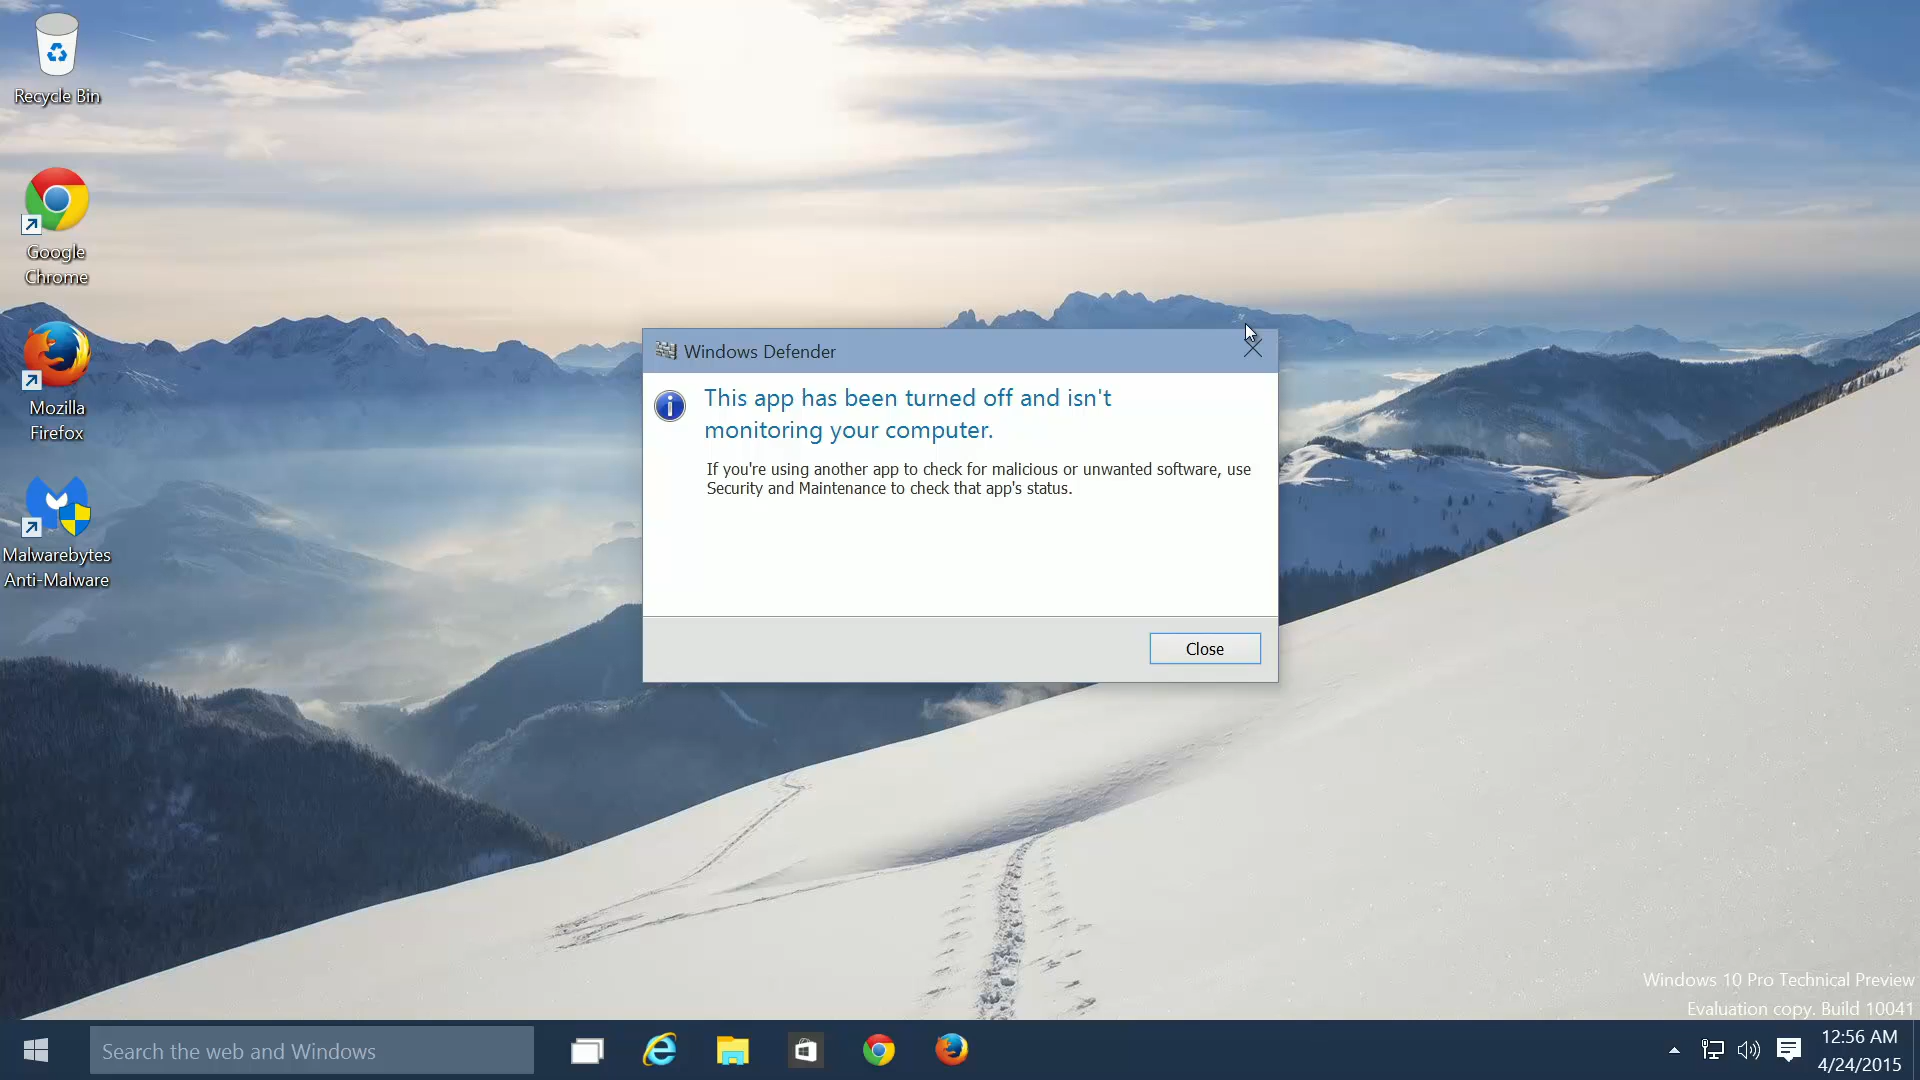 Recycle Bin
Google
Chrome
Mozilla
Firefox
Malwarebytes
Anti-Malware
Windows Defender
This app has been turned off and isn't
monitoring your computer.
If you're using another app to check for malicious or unwanted software, use
Security and Maintenance to check that app's status.
Close
Windows 10 Pro Technical Preview
Evaluation copy. Build 10041
Search the web and Windows
12:56 AM
4/24/2015